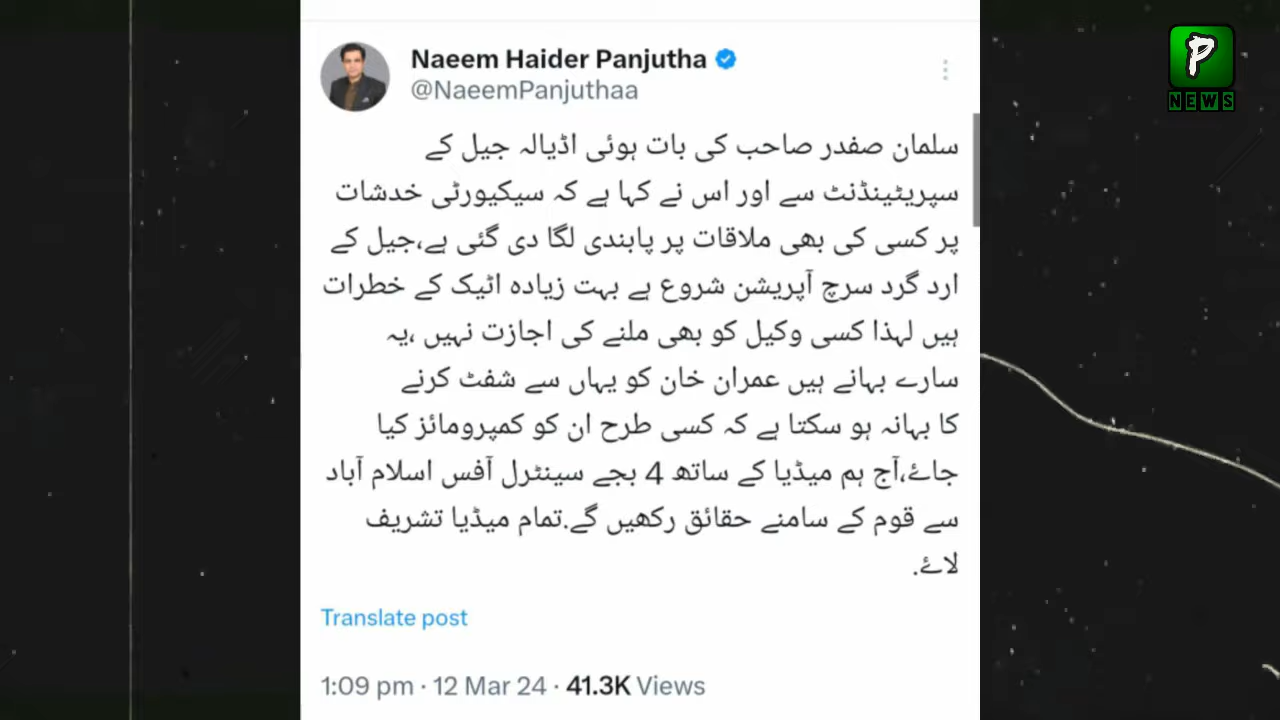 Naeem Haider Panjutha
@NaeemPanjuthaa
P
NEWS
سلمان صفدر صاحب کی بات ہوئی اڈیالہ جیل کے
سپریٹینڈنٹ سے اور اس نے کہا ہے کہ سیکیورٹی خدشات
پر کسی کی بھی ملاقات پر پابندی لگا دی گئی ہے،جیل کے
ارد گرد سرچ آپریشن شروع ہے بہت زیادہ اٹیک کے خطرات
ہیں لہذا کسی وکیل کو بھی ملنے کی اجازت نہیں ،یہ
سارے بہانے ہیں عمران خان کو یہاں سے شفٹ کرنے
کا بہانہ ہو سکتا ہے کہ کسی طرح ان کو کمپرومائز کیا
جاۓ،آج ہم میڈیا کے ساتھ 4 بجے سینٹرل آفس اسلام آباد
سے قوم کے سامنے حقائق رکھیں گے.تمام میڈیا تشریف
لاۓ.
Translate post
1:09 pm · 12 Mar 24 · 41.3K Views